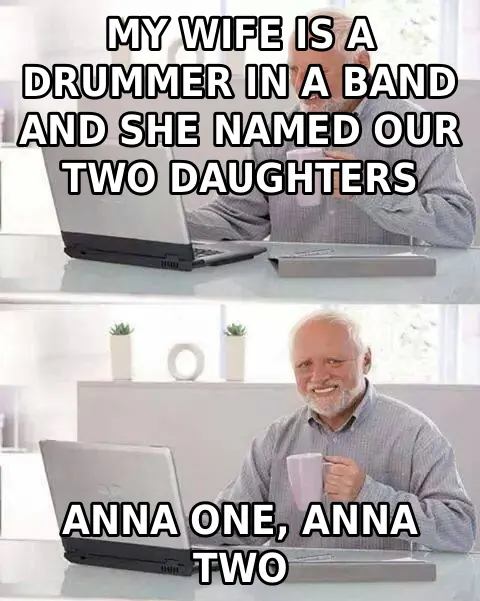 MY WIFE IS A
DRUMMER IN A BAND
AND SHE NAMED OUR
TWO DAUGHTERS
ANNA ONE, ANNA
TWO